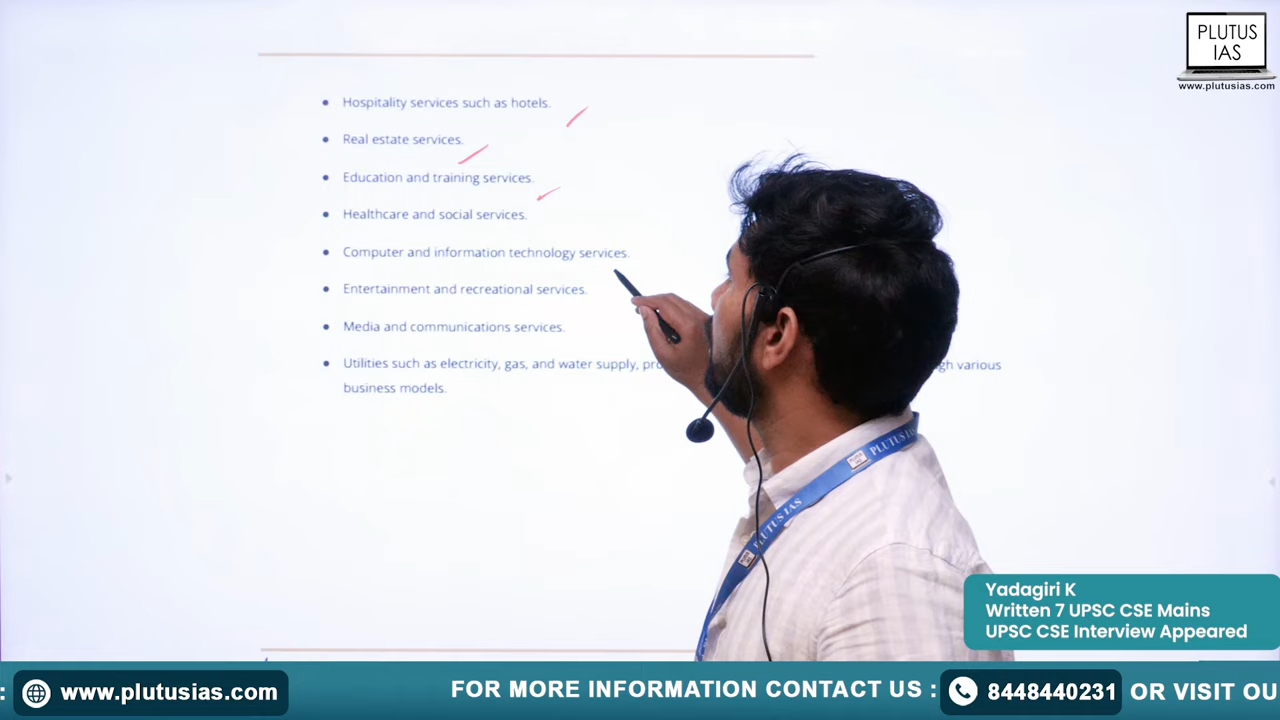 PLUTUS
IAS
www.plutusias.com
Hospitality services such as hotels.
Real estate services.
Education and training services.
Healthcare and social services.
Computer and information technology services.
Entertainment and recreational services.
Media and communications services.
Utilities such as electricity, gas, and water supply, various
business models.
PLUTUS IAS
PLUTUS IAS
Yadagiri K
Written 7 UPSC CSE Mains
UPSC CSE Interview Appeared
: www.plutusias.com FOR MORE INFORMATION CONTACT US : 8448440231 OR VISIT OU